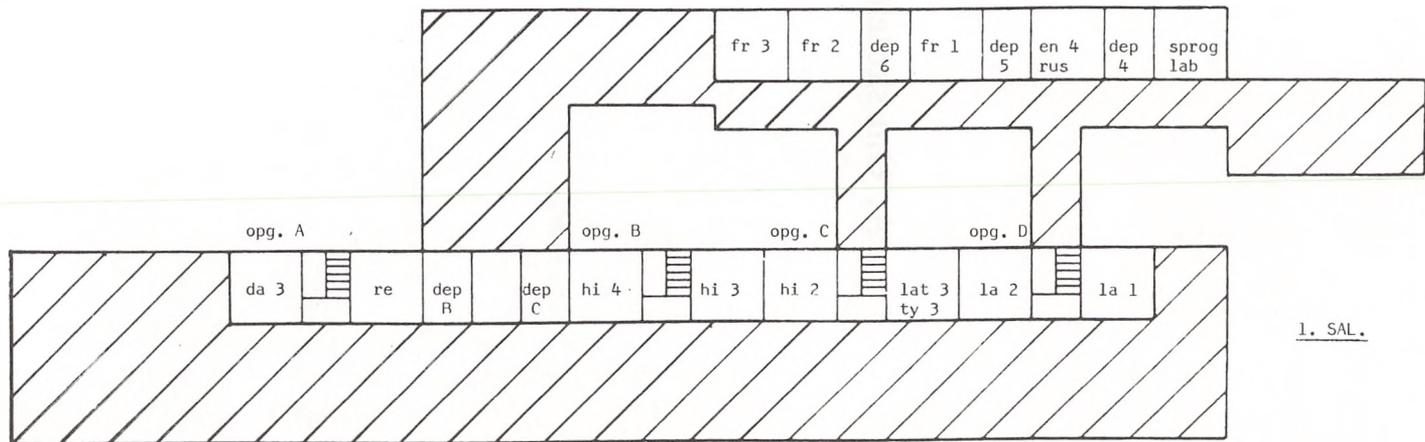 fr 3 fr 2 dep 6 fr 1 dep 5 en 4 rus dep 4 sprog lab
opg. A opg. B opg. C opg. D
da 3 re dep B dep C hi 4 hi 3 hi 2 lat 3 ty 3 la 2 la 1
1. SAL.